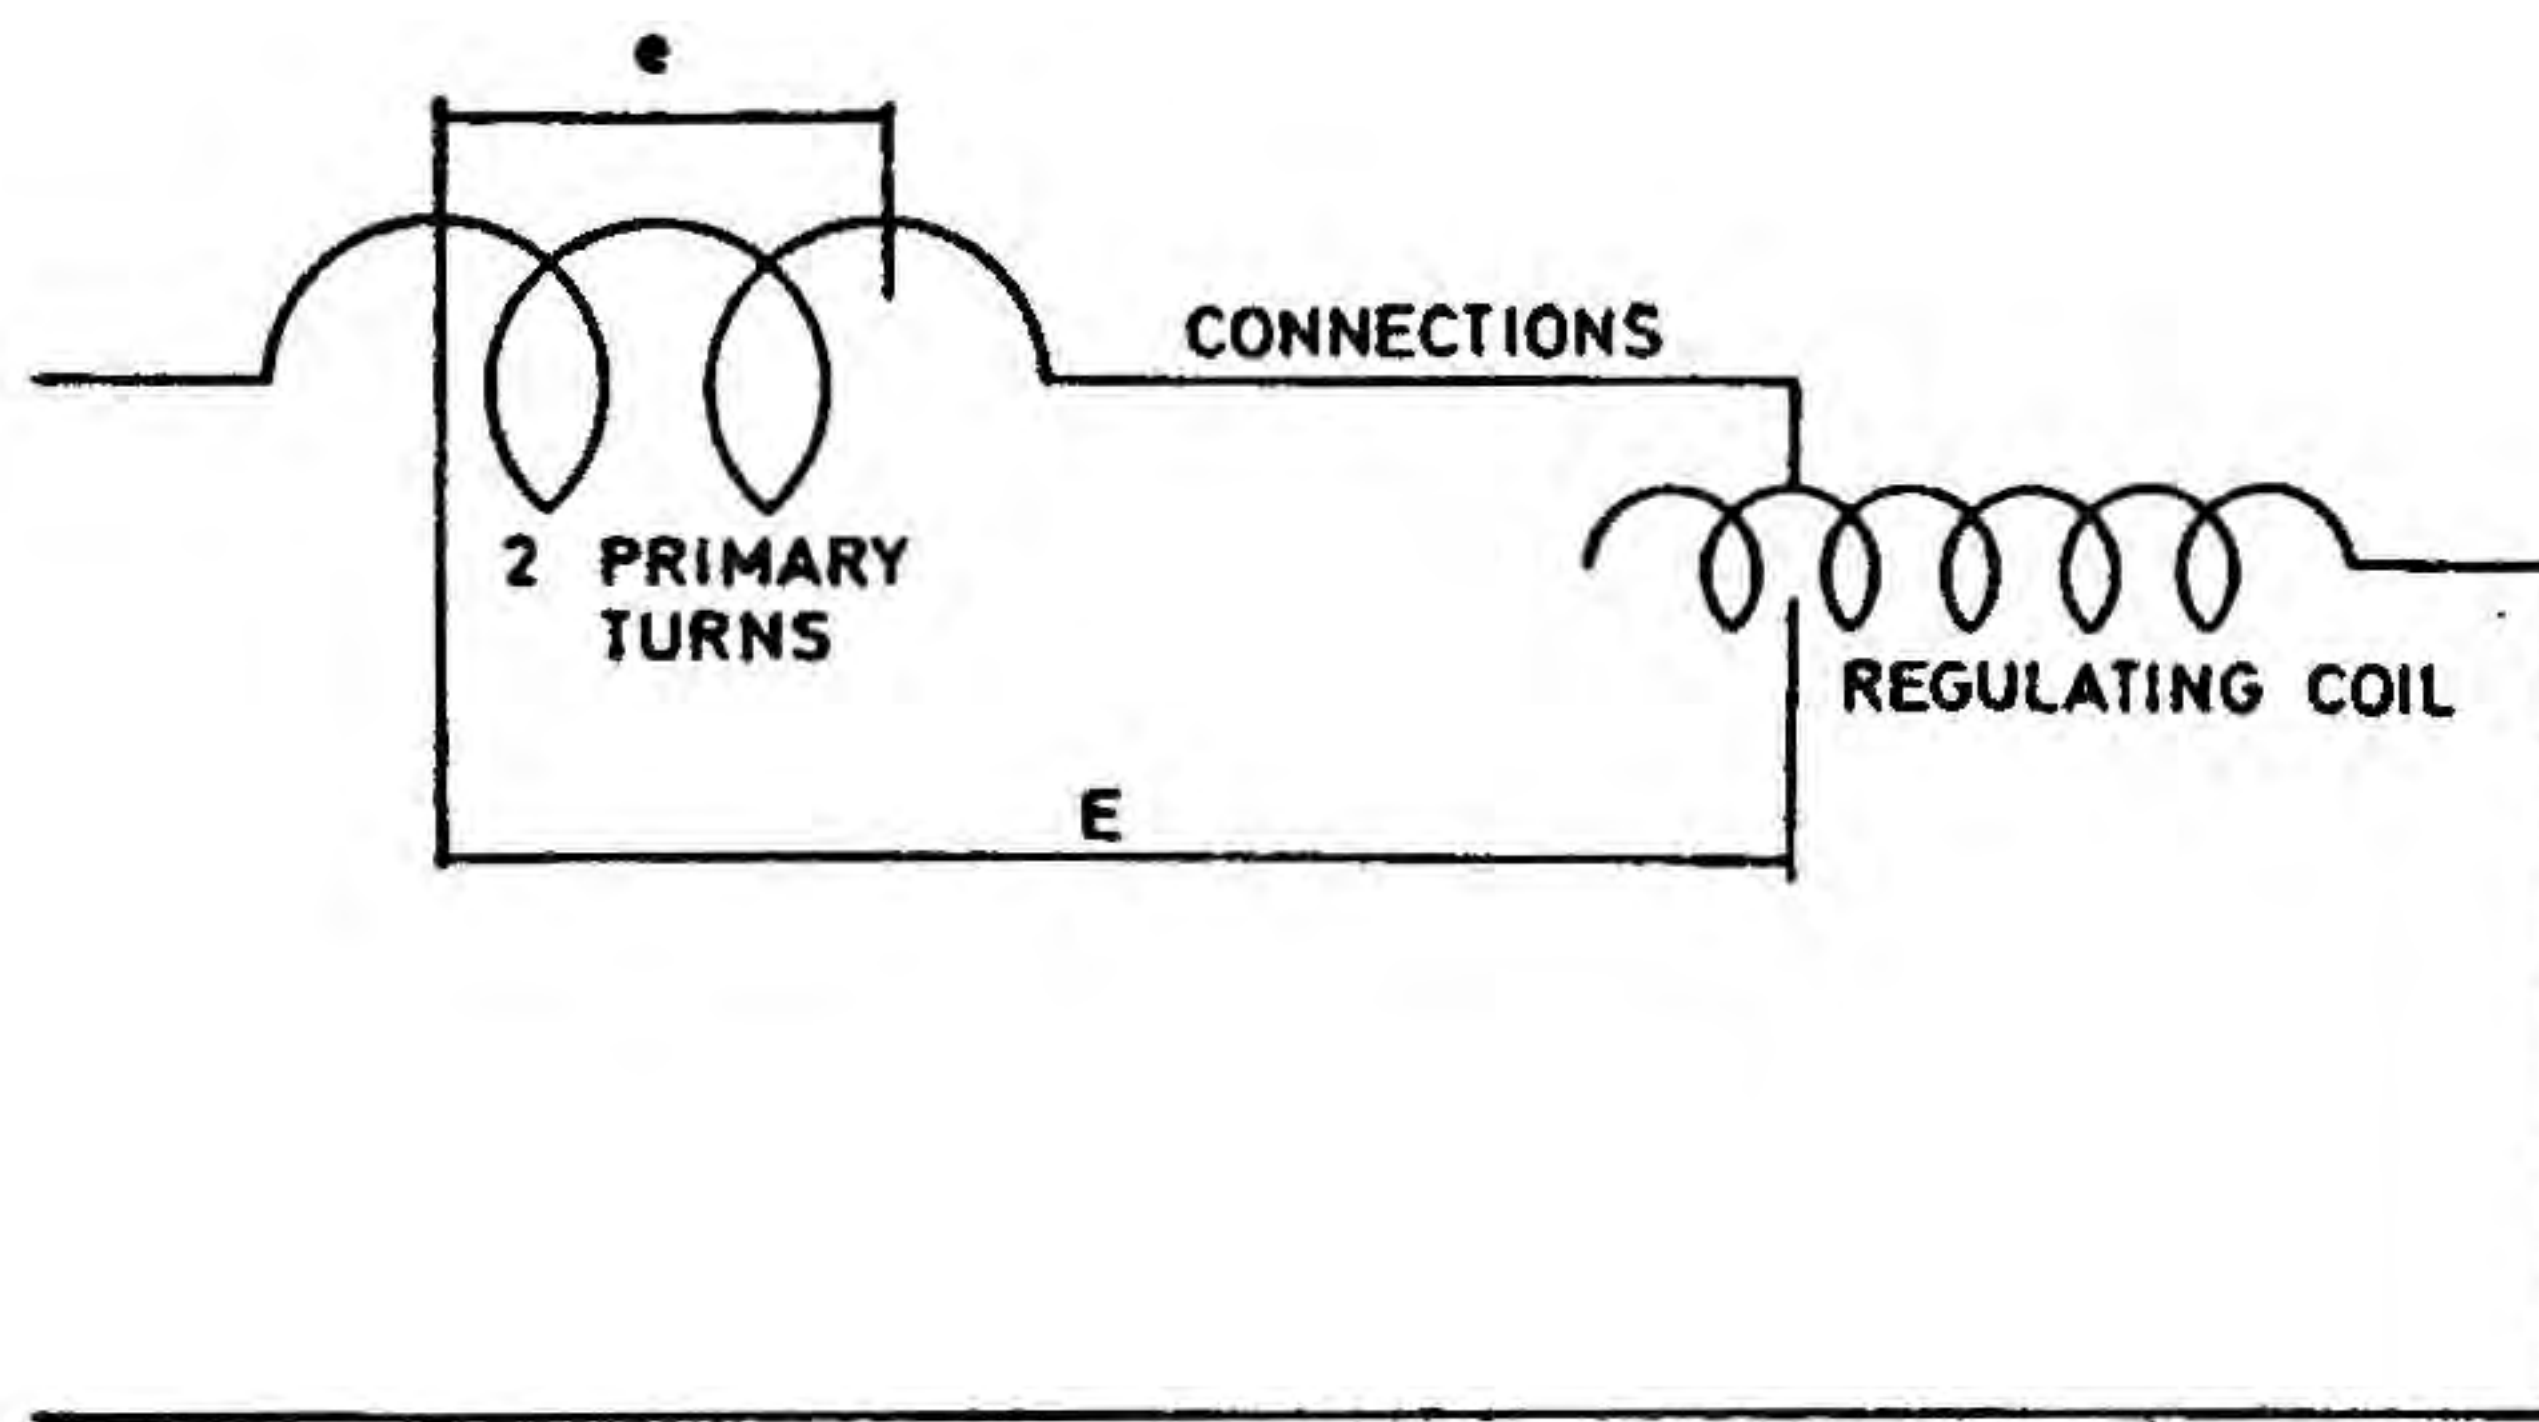 e
CONNECTIONS
2 PRIMARY
TURNS
REGULATING COIL
E